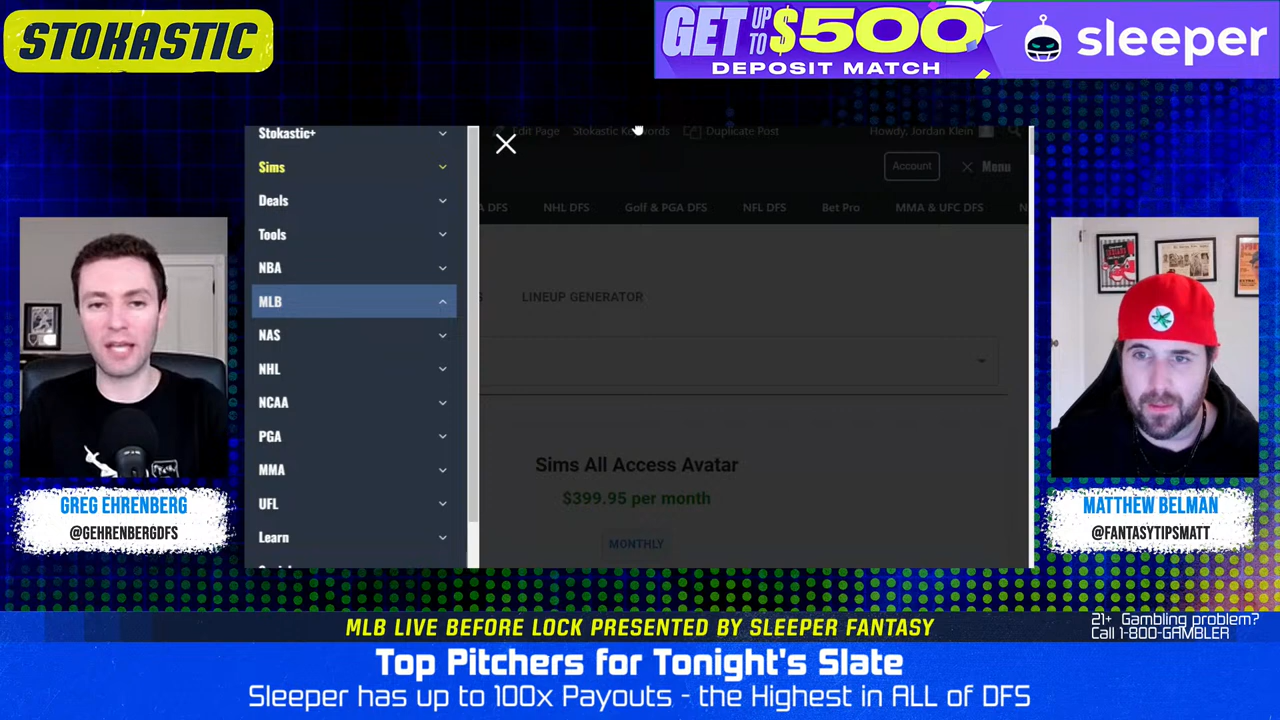 STOKASTIC
GET UP TO $500
DEPOSIT MATCH
sleeper
Stokastic+
Sims
Deals
Tools
NBA
MLB
NAS
NHL
NCAA
PGA
MMA
UFL
Learn
Edit Page Stokastic Keywords Duplicate Post Howdy, Jordan Klein
Account Menu
DFS NHL DFS Golf & PGA DFS NFL DFS Bet Pro MMA & UFC DFS
LINEUP GENERATOR
Sims All Access Avatar
$399.95 per month
MONTHLY
GREG EHRENBERG
@GEHRENBERGDFS
MATTHEW BELMAN
@FANTASYTIPSMATT
MLB LIVE BEFORE LOCK PRESENTED BY SLEEPER FANTASY
21+ Gambling problem?
Call 1-800-GAMBLER
Top Pitchers for Tonight's Slate
Sleeper has up to 100x Payouts - the Highest in ALL of DFS